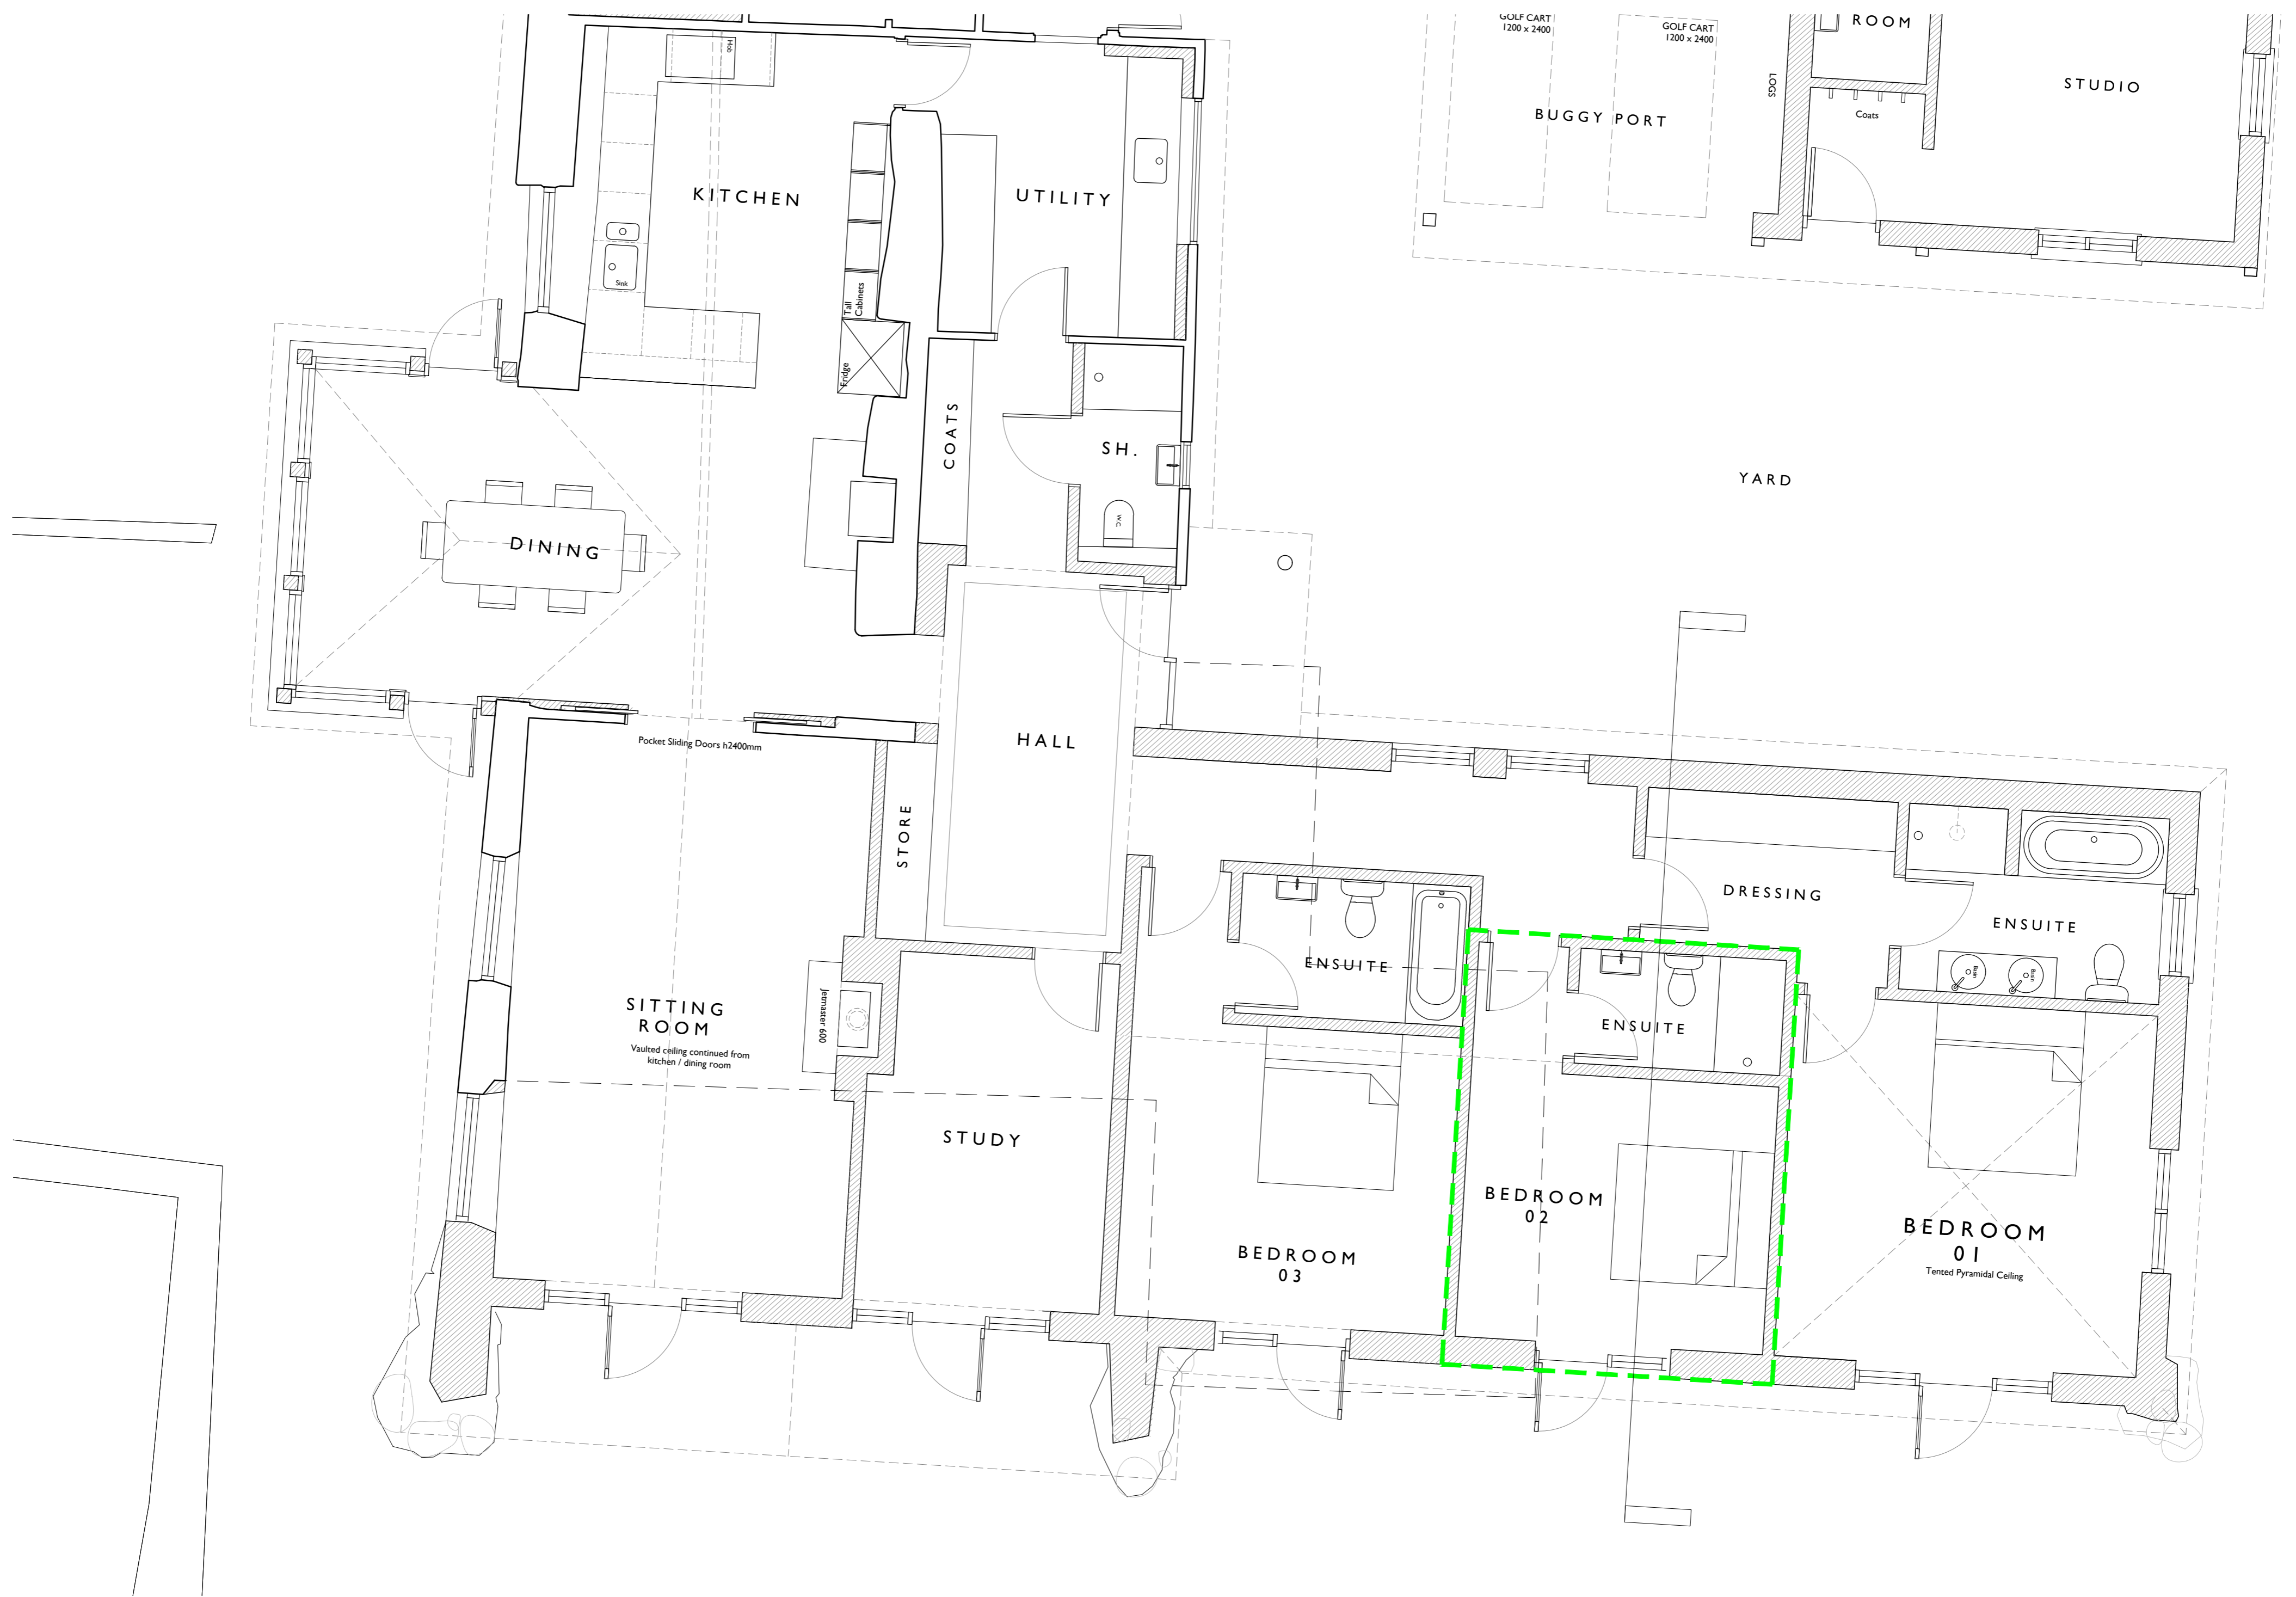 GOLF CART
1200 x 2400
GOLF CART
1200 x 2400
ROOM
LOGS
STUDIO
BUGGY PORT
Coats
Hob
KITCHEN
UTILITY
Sink
Tall
Cabinets
Fridge
COATS
SH.
WC
YARD
DINING
Pocket Sliding Doors h2400mm
HALL
STORE
DRESSING
ENSUITE
Basin
Basin
ENSUITE
ENSUITE
SITTING
ROOM
Vaulted ceiling continued from
kitchen / dining room
Jetmaster 600
STUDY
BEDROOM
03
BEDROOM
02
BEDROOM
01
Tented Pyramidal Ceiling